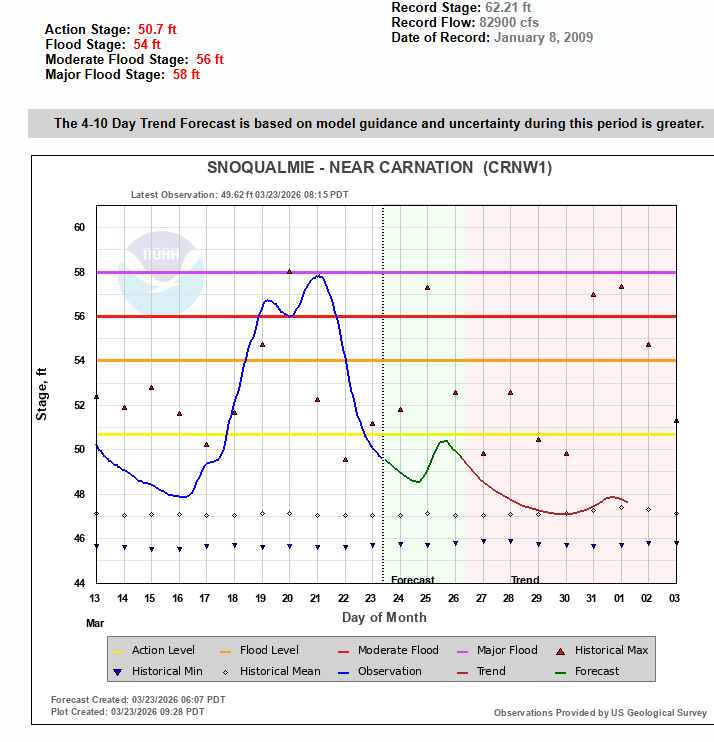 Record Stage: 62.21 ft
Record Flow: 82900 cfs
Date of Record: January 8, 2009
Action Stage: 50.7 ft
Flood Stage: 54 ft
Moderate Flood Stage: 56 ft
Major Flood Stage: 58 ft
The 4-10 Day Trend Forecast is based on model guidance and uncertainty during this period is greater.
SNOQUALMIE - NEAR CARNATION (CRNW1)
Latest Observation: 49.62 ft 03/23/2026 08:15 PDT
NOAA
60
58
56
54
52
50
48
46
44
Stage, ft
Forecast Trend
13 14 15 16 17 18 19 20 21 22 23 24 25 26 27 28 29 30 31 01 02 03
Mar
Day of Month
Action Level Flood Level Moderate Flood Major Flood Historical Max
Historical Min Historical Mean Observation Trend Forecast
Forecast Created: 03/23/2026 06:07 PDT
Plot Created: 03/23/2026 09:28 PDT
Observations Provided by US Geological Survey